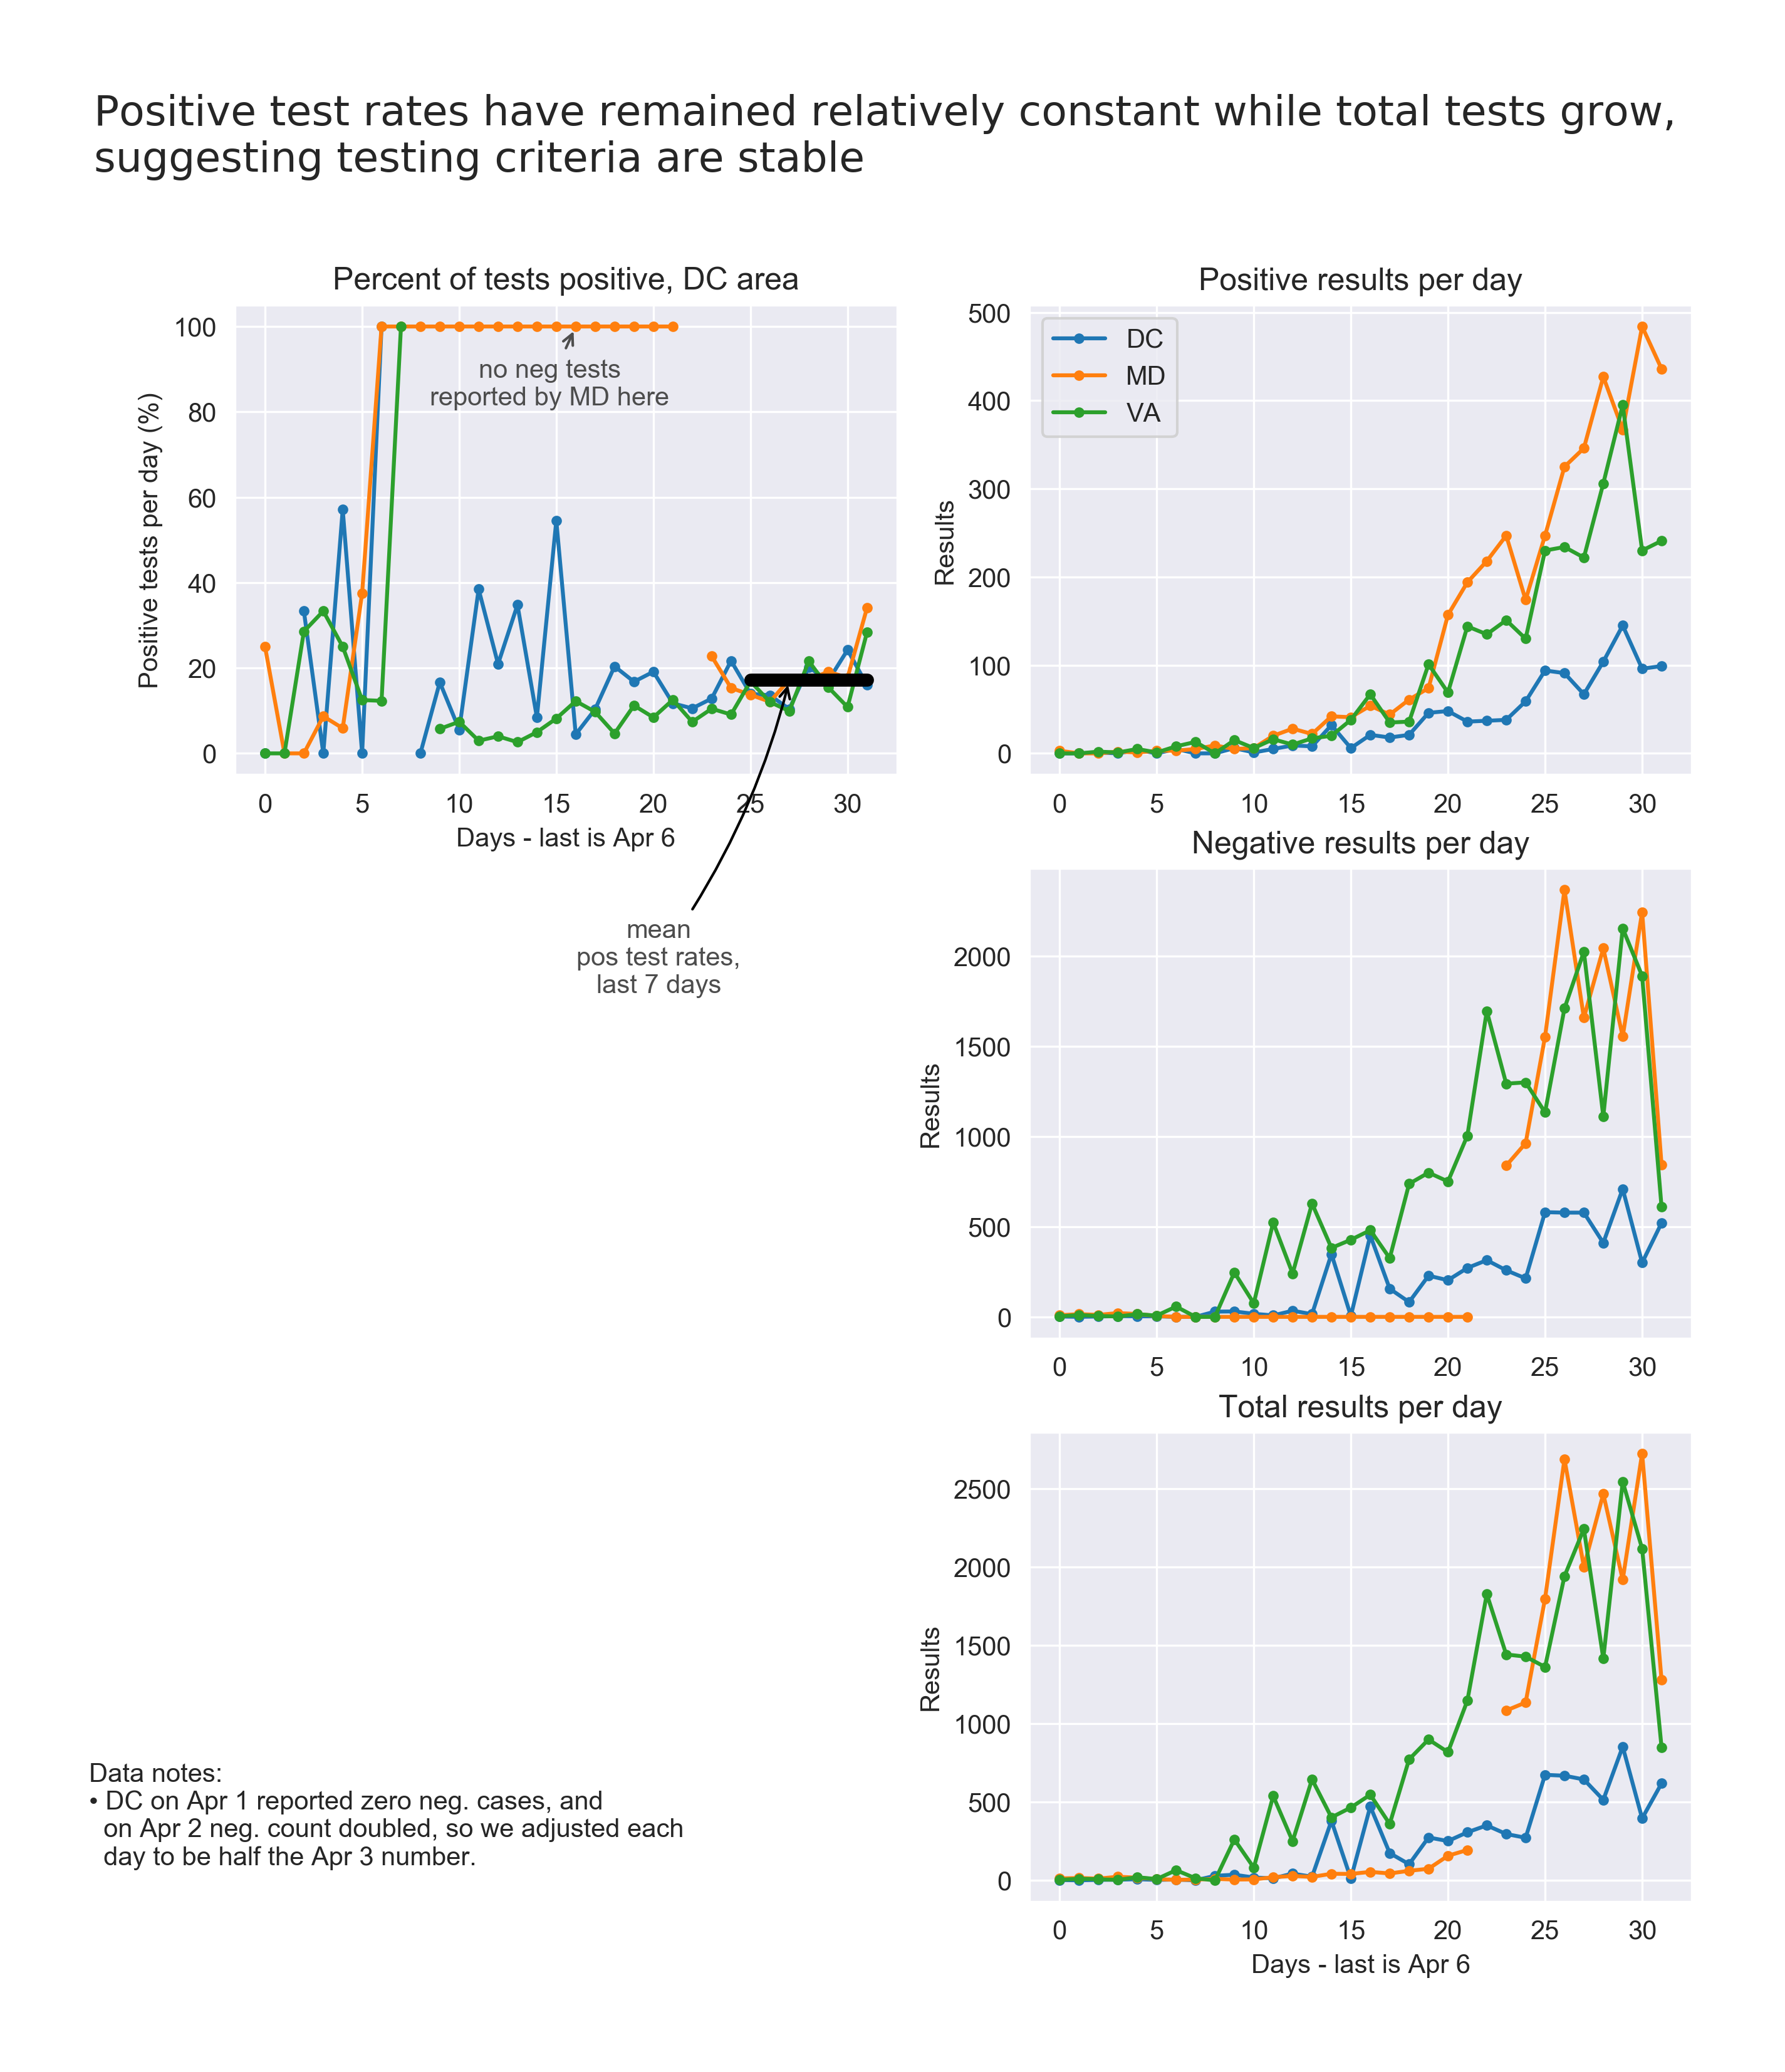 Positive test rates have remained relatively constant while total tests grow,
suggesting testing criteria are stable
Percent of tests positive, DC area
Positive tests per day (%)
100
80
60
40
20
0
no neg tests
reported by MD here
0 5 10 15 20 25 30
Days - last is Apr 6
mean
pos test rates,
last 7 days
Positive results per day
Results
500
400
300
200
100
0
DC
MD
VA
0 5 10 15 20 25 30
Negative results per day
Results
2000
1500
1000
500
0
0 5 10 15 20 25 30
Total results per day
Results
2500
2000
1500
1000
500
0
0 5 10 15 20 25 30
Days - last is Apr 6
Data notes:
• DC on Apr 1 reported zero neg. cases, and
on Apr 2 neg. count doubled, so we adjusted each
day to be half the Apr 3 number.